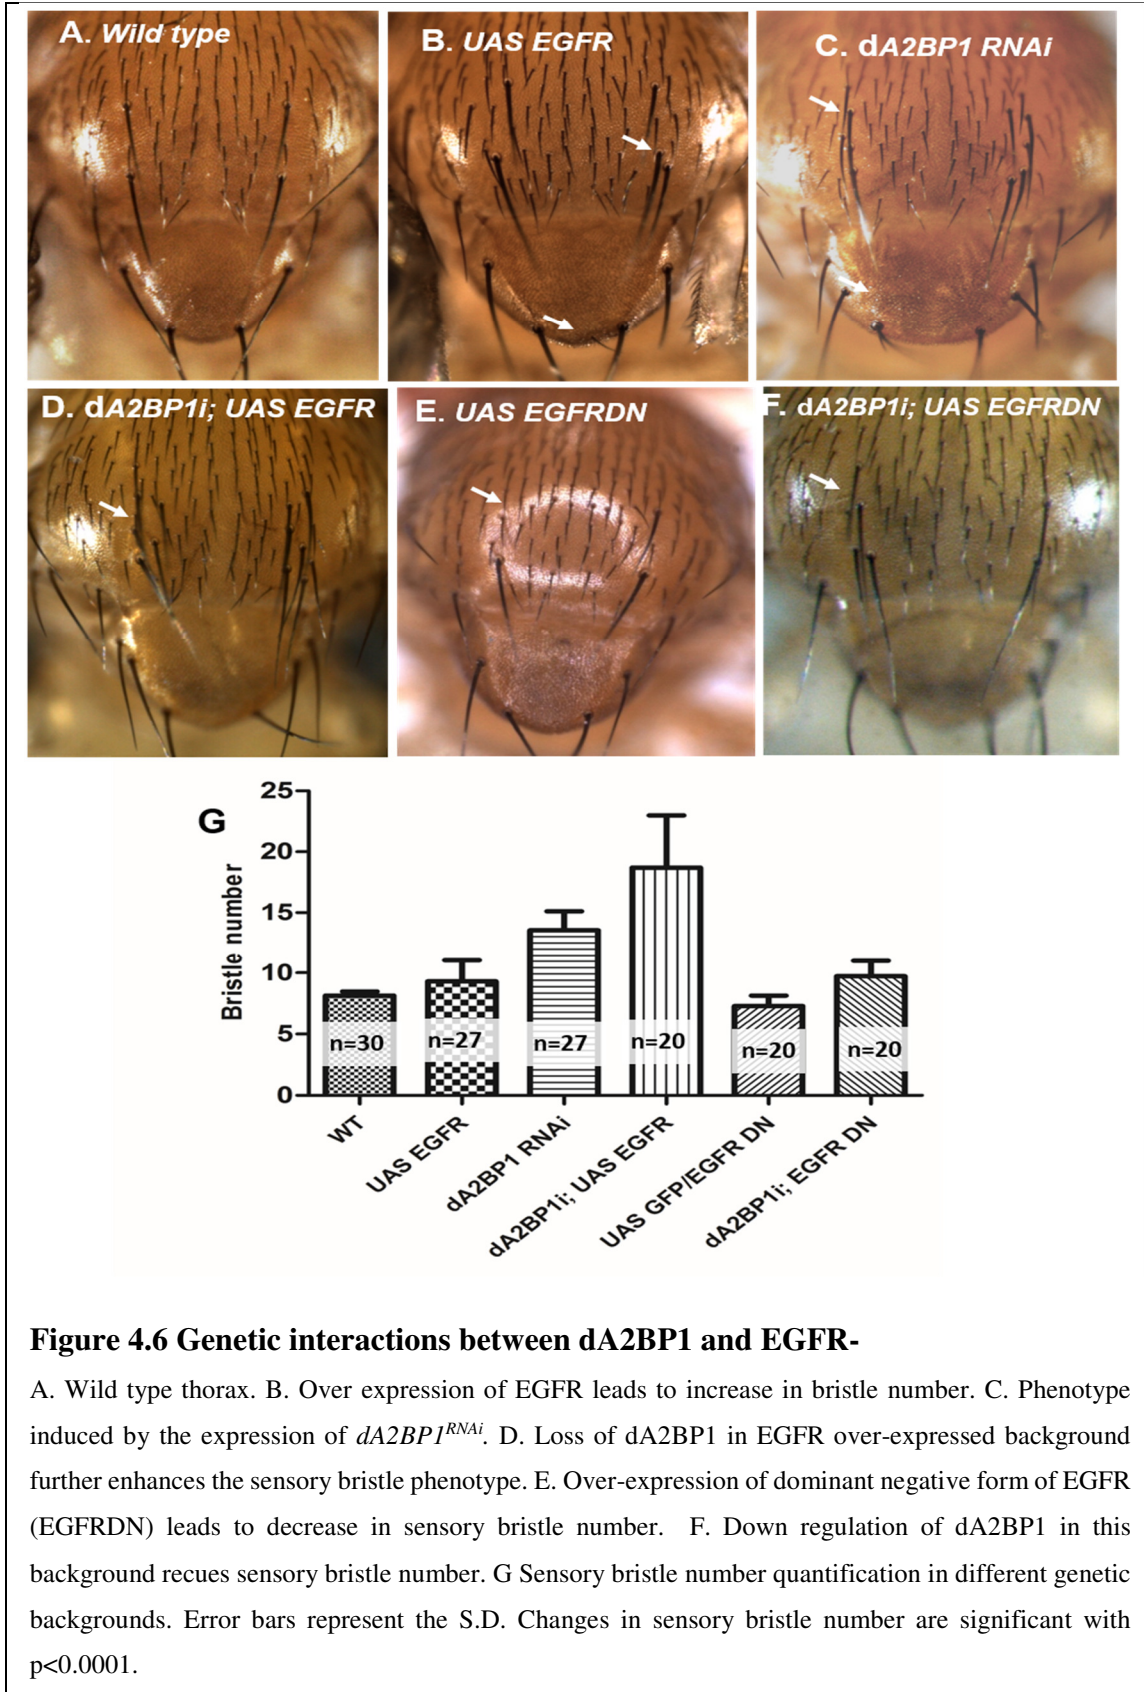 A. Wild type
B. UAS EGFR
C. dA2BP1 RNAi
D. dA2BP1i; UAS EGFR
E. UAS EGFRDN
F. dA2BP1i; UAS EGFRDN
G
Bristle number
25
20
15
10
5
0
n=30
n=27
n=27
n=20
n=20
n=20
WT
UAS EGFR
dA2BP1 RNAi
dA2BP1i; UAS EGFR
UAS GFP/EGFR DN
dA2BP1i; EGFR DN
Figure 4.6 Genetic interactions between dA2BP1 and EGFR-
A. Wild type thorax. B. Over expression of EGFR leads to increase in bristle number. C. Phenotype
induced by the expression of dA2BP1RNAi. D. Loss of dA2BP1 in EGFR over-expressed background
further enhances the sensory bristle phenotype. E. Over-expression of dominant negative form of EGFR
(EGFRDN) leads to decrease in sensory bristle number. F. Down regulation of dA2BP1 in this
background recues sensory bristle number. G Sensory bristle number quantification in different genetic
backgrounds. Error bars represent the S.D. Changes in sensory bristle number are significant with
p<0.0001.